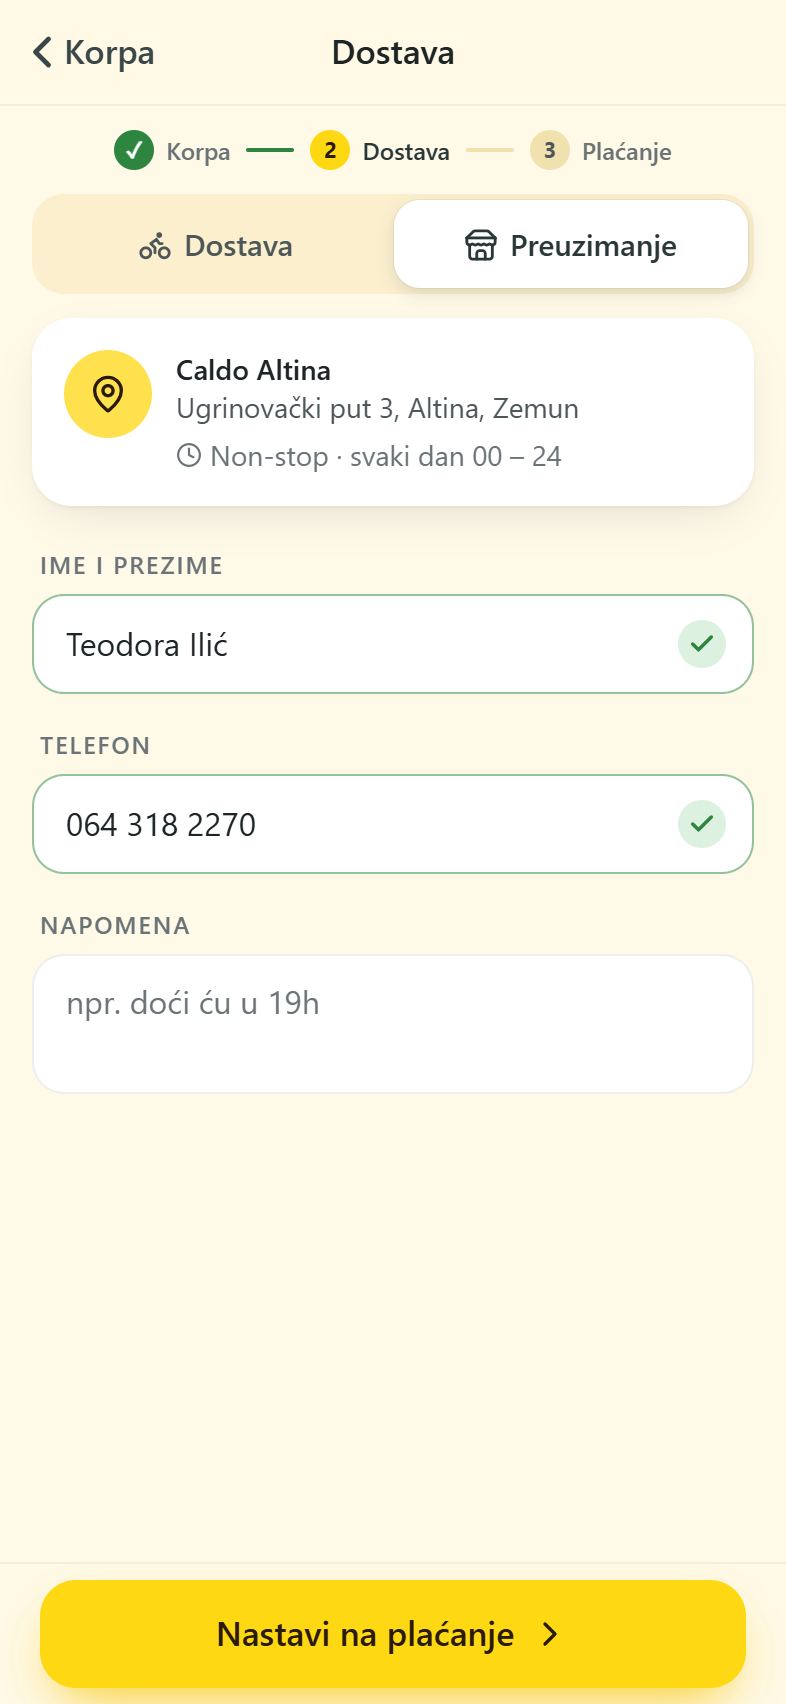 Korpa
Dostava
Korpa
2 Dostava
3 Plaćanje
Dostava
Preuzimanje
Caldo Altina
Ugrinovački put 3, Altina, Zemun
Non-stop · svaki dan 00 – 24
IME I PREZIME
Teodora Ilić
TELEFON
064 318 2270
NAPOMENA
npr. doći ću u 19h
Nastavi na plaćanje